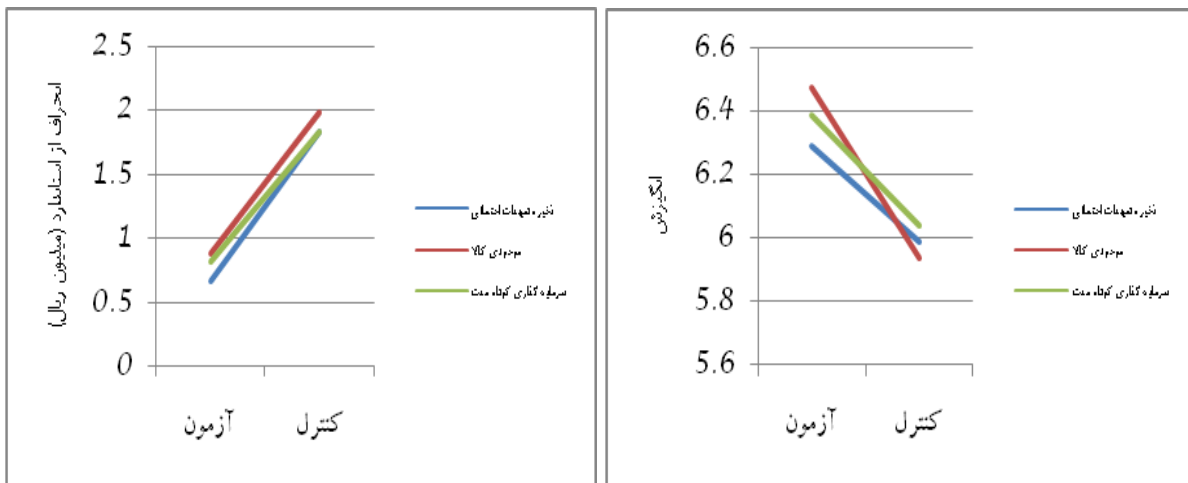 2.5
2
1.5
1
0.5
0
انحراف از استاندارد (میلیون ریال)
آزمون
کنترل
ذخیره تعهدات احتمالی
موجودی کالا
سرمایه گذاری کوتاه مدت
6.6
6.4
6.2
6
5.8
5.6
انگیزش
آزمون
کنترل
ذخیره تعهدات احتمالی
موجودی کالا
سرمایه گذاری کوتاه مدت